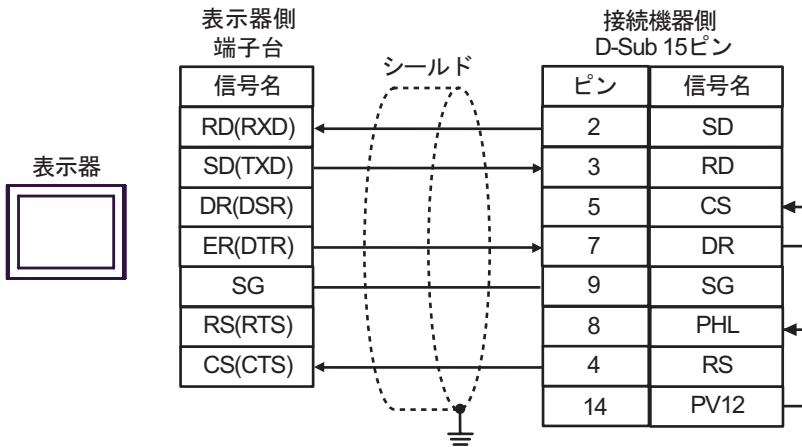 表示器側
端子台
接続機器側
D-Sub 15ピン
シールド
表示器
信号名
RD(RXD)
SD(TXD)
DR(DSR)
ER(DTR)
SG
RS(RTS)
CS(CTS)
ピン 信号名
2 SD
3 RD
5 CS
7 DR
9 SG
8 PHL
4 RS
14 PV12